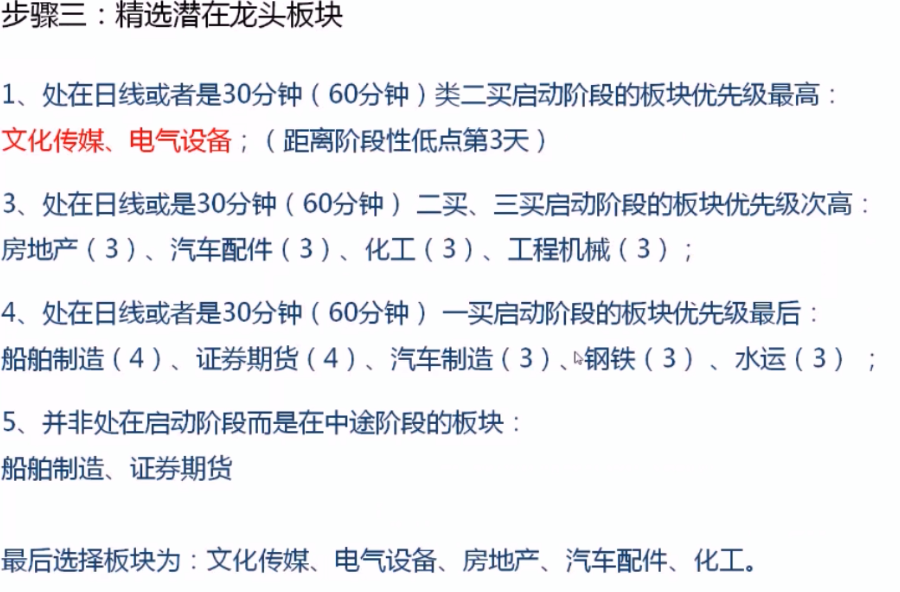 步骤三：精选潜在龙头板块
1、处在日线或者是30分钟（60分钟）类二买启动阶段的板块优先级最高：
文化传媒、电气设备；（距离阶段性低点第3天）
3、处在日线或是30分钟（60分钟） 二买、三买启动阶段的板块优先级次高：
房地产（3）、汽车配件（3）、化工（3）、工程机械（3）；
4、处在日线或者是30分钟（60分钟） 一买启动阶段的板块优先级最后：
船舶制造（4）、证券期货（4）、汽车制造（3）、钢铁（3）、水运（3）；
5、并非处在启动阶段而是在中途阶段的板块：
船舶制造、证券期货
最后选择板块为：文化传媒、电气设备、房地产、汽车配件、化工。